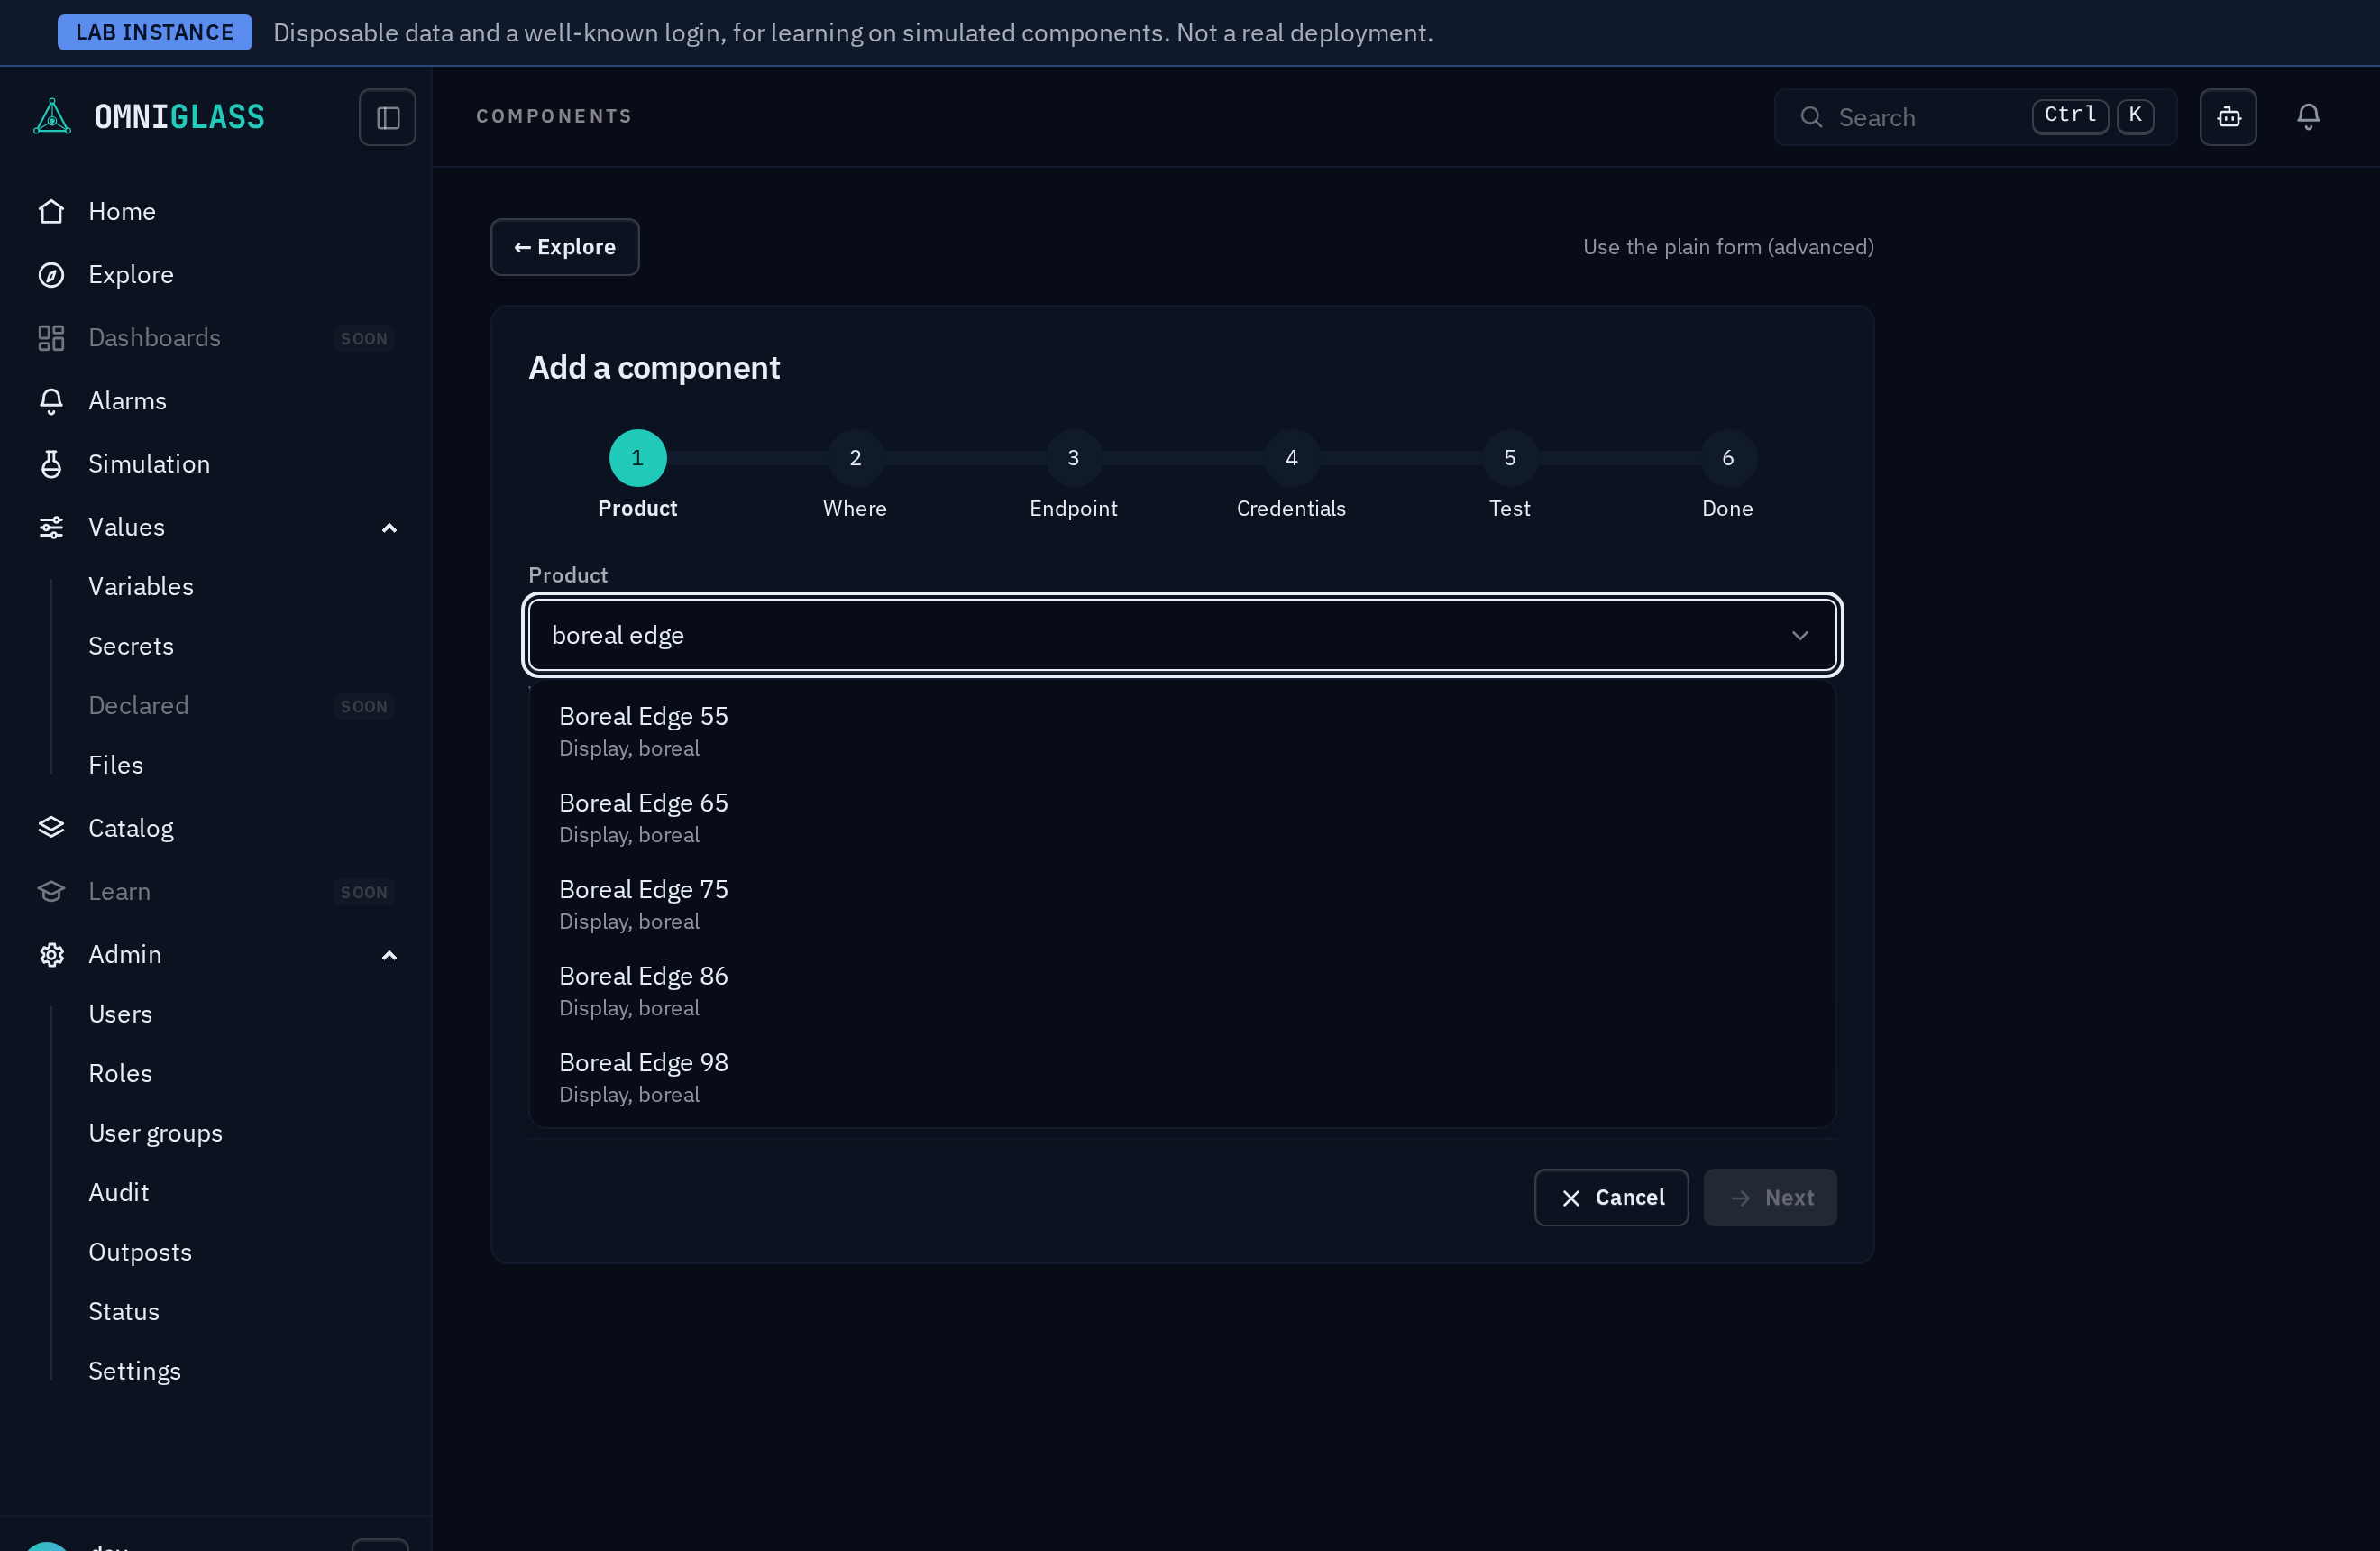 LAB INSTANCE Disposable data and a well-known login, for learning on simulated components. Not a real deployment.
OMNIGLASS
COMPONENTS
Search Ctrl K
Home
Explore
Dashboards SOON
Alarms
Simulation
Values
Variables
Secrets
Declared SOON
Files
Catalog
Learn SOON
Admin
Users
Roles
User groups
Audit
Outposts
Status
Settings
← Explore
Use the plain form (advanced)
Add a component
1 2 3 4 5 6
Product Where Endpoint Credentials Test Done
Product
boreal edge
Boreal Edge 55
Display, boreal
Boreal Edge 65
Display, boreal
Boreal Edge 75
Display, boreal
Boreal Edge 86
Display, boreal
Boreal Edge 98
Display, boreal
Cancel Next